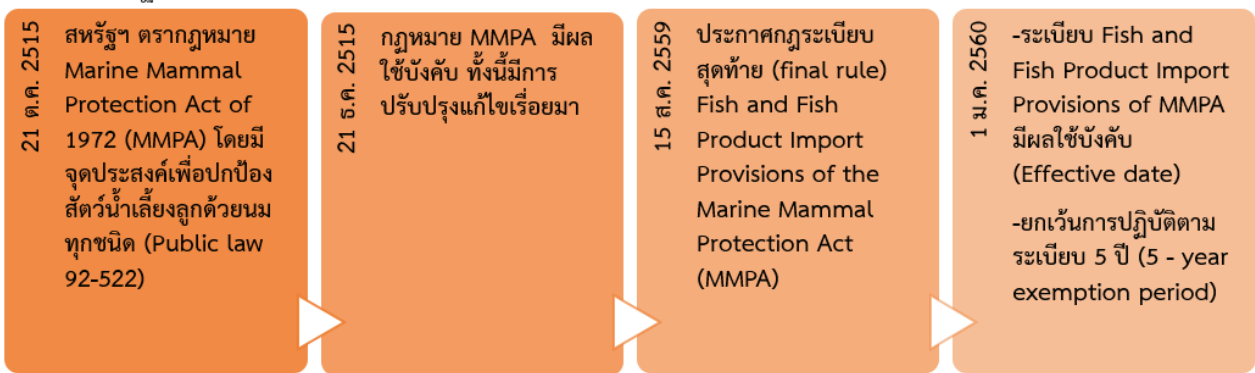 21 ต.ค. 2515
สหรัฐฯ ตรากฎหมาย
Marine Mammal
Protection Act of
1972 (MMPA) โดยมี
จุดประสงค์เพื่อปกป้อง
สัตว์น้ำเลี้ยงลูกด้วยนม
ทุกชนิด (Public law
92-522)
21 ธ.ค. 2515
กฎหมาย MMPA มีผล
ใช้บังคับ ทั้งนี้มีการ
ปรับปรุงแก้ไขเรื่อยมา
15 ส.ค. 2559
ประกาศกฎระเบียบ
สุดท้าย (final rule)
Fish and Fish
Product Import
Provisions of the
Marine Mammal
Protection Act
(MMPA)
1 ม.ค. 2560
-ระเบียบ Fish and
Fish Product Import
Provisions of MMPA
มีผลใช้บังคับ
(Effective date)
-ยกเว้นการปฏิบัติตาม
ระเบียบ 5 ปี (5 - year
exemption period)